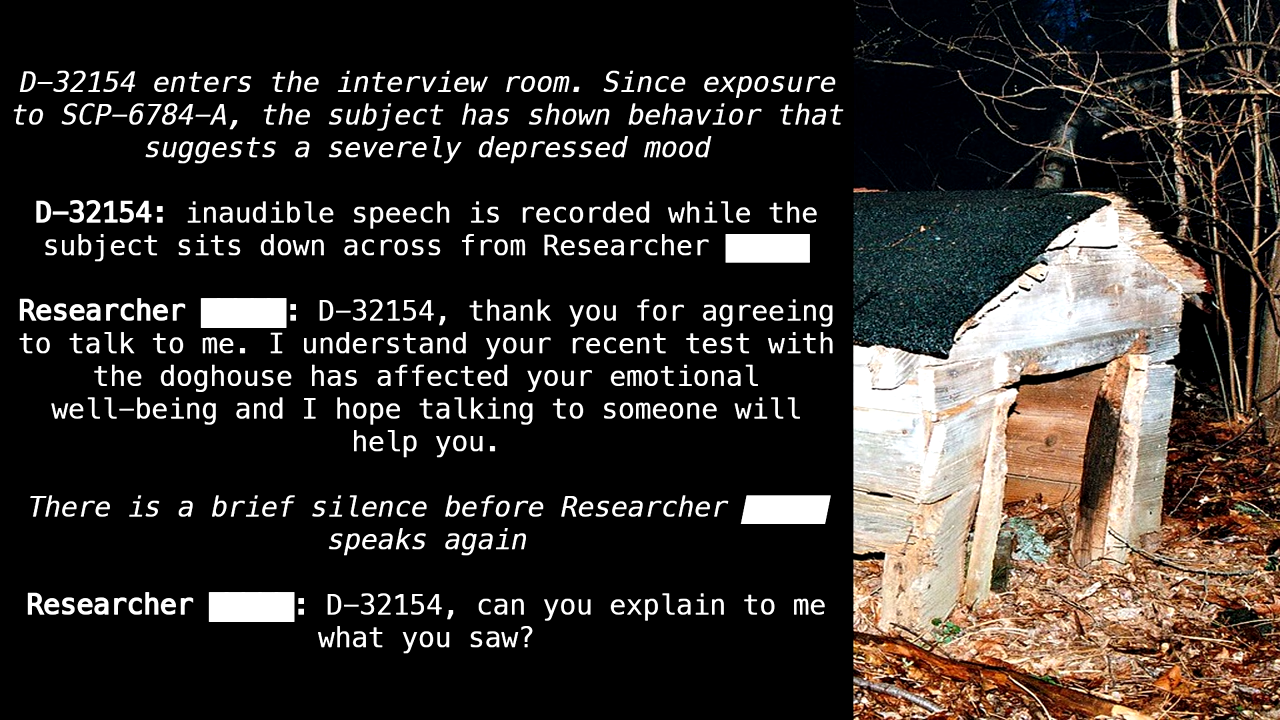 D–32154 enters the interview room. Since exposure
to SCP–6784–A, the subject has shown behavior that
suggests a severely depressed mood
D–32154: inaudible speech is recorded while the
subject sits down across from Researcher █████
Researcher █████: D–32154, thank you for agreeing
to talk to me. I understand your recent test with
the doghouse has affected your emotional
well–being and I hope talking to someone will
help you.
There is a brief silence before Researcher █████
speaks again
Researcher █████: D–32154, can you explain to me
what you saw?